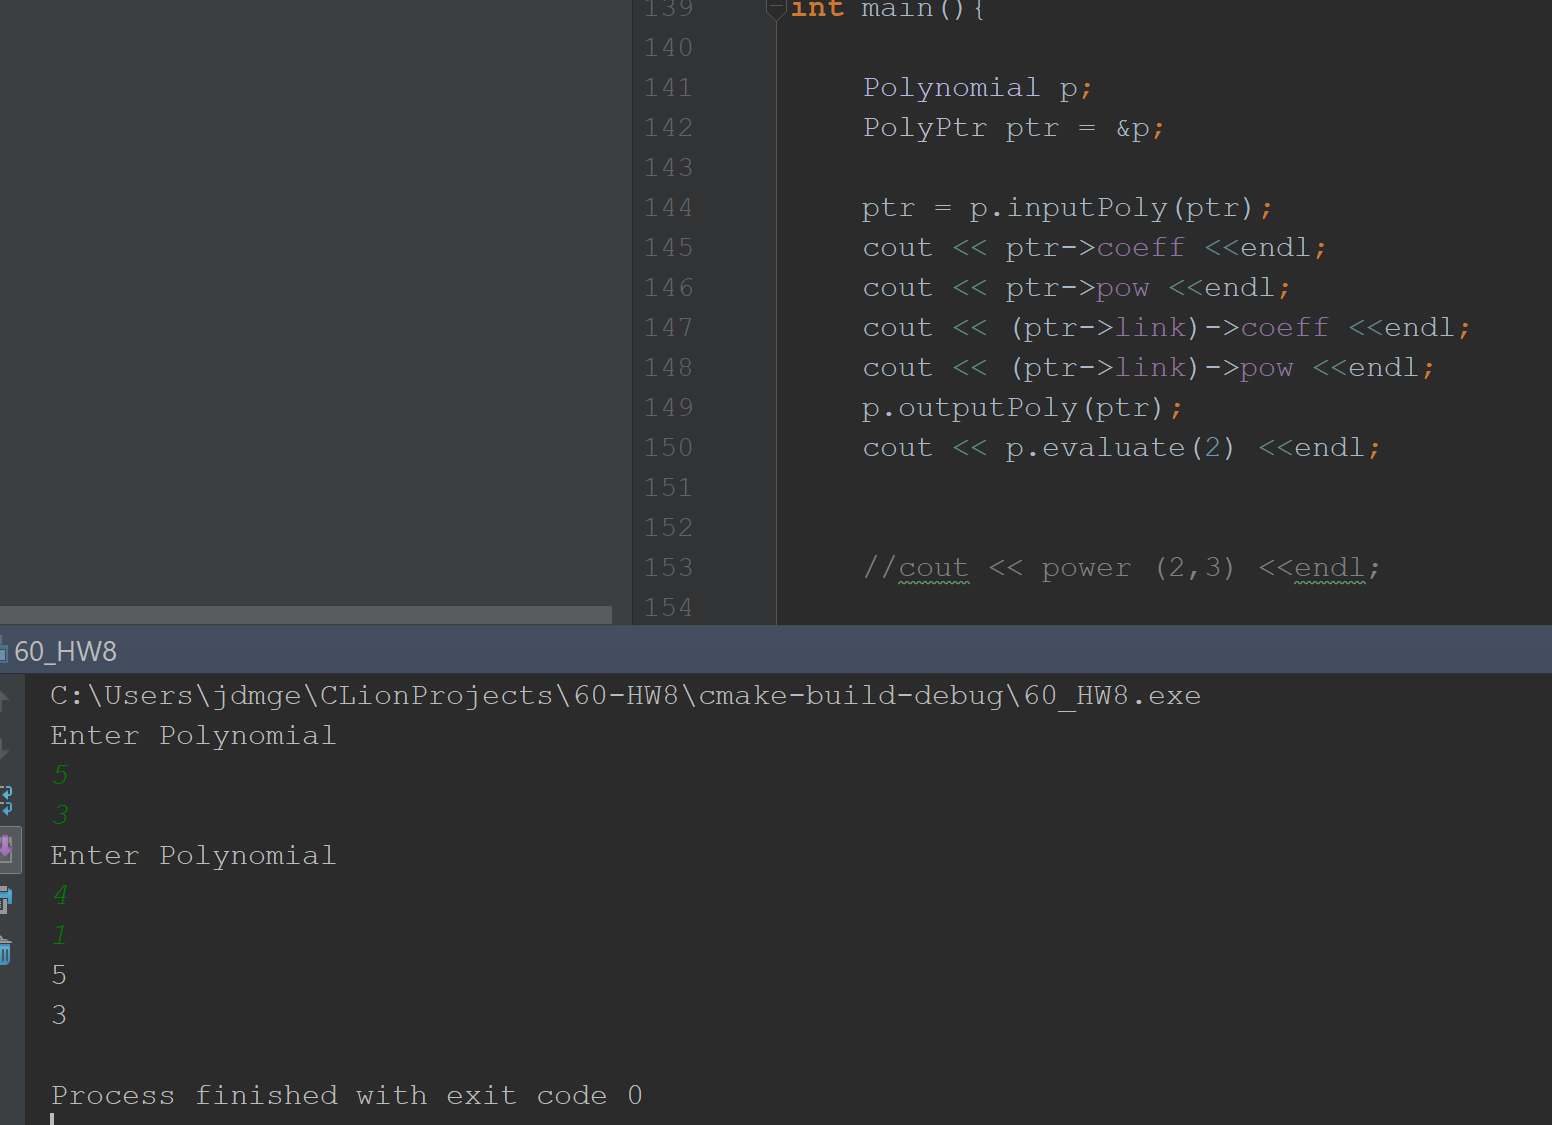 139 int main(){
140
141 Polynomial p;
142 PolyPtr ptr = &p;
143
144 ptr = p.inputPoly(ptr);
145 cout << ptr->coeff <<endl;
146 cout << ptr->pow <<endl;
147 cout << (ptr->link)->coeff <<endl;
148 cout << (ptr->link)->pow <<endl;
149 p.outputPoly(ptr);
150 cout << p.evaluate(2) <<endl;
151
152
153 //cout << power (2,3) <<endl;
154
60_HW8
C:\Users\jdmge\CLionProjects\60-HW8\cmake-build-debug\60_HW8.exe
Enter Polynomial
5
3
Enter Polynomial
4
1
5
3
Process finished with exit code 0